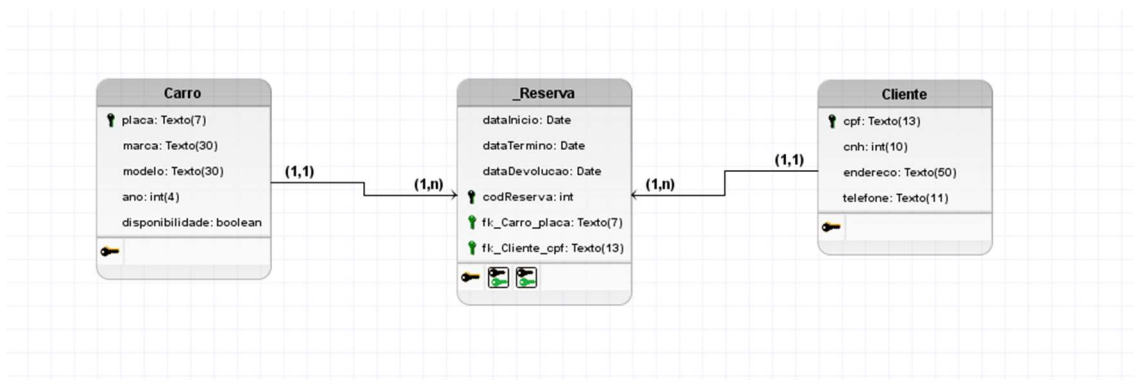 Carro
placa: Texto(7)
marca: Texto(30)
modelo: Texto(30)
ano: int(4)
disponibilidade: boolean
(1,1)
(1,n)
_Reserva
dataInicio: Date
dataTermino: Date
dataDevolucao: Date
codReserva: int
fk_Carro_placa: Texto(7)
fk_Cliente_cpf: Texto(13)
(1,n)
(1,1)
Cliente
cpf: Texto(13)
cnh: int(10)
endereco: Texto(50)
telefone: Texto(11)